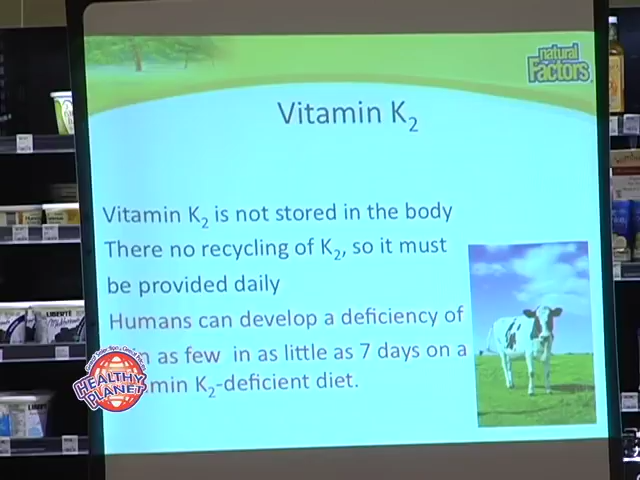 natural
Factors
Vitamin K2
Vitamin K2 is not stored in the body
There no recycling of K2, so it must
be provided daily
Humans can develop a deficiency of
as few in as little as 7 days on a
min K2-deficient diet.
HEALTHY
PLANET
LIBERTÉ
LIBERTÉ